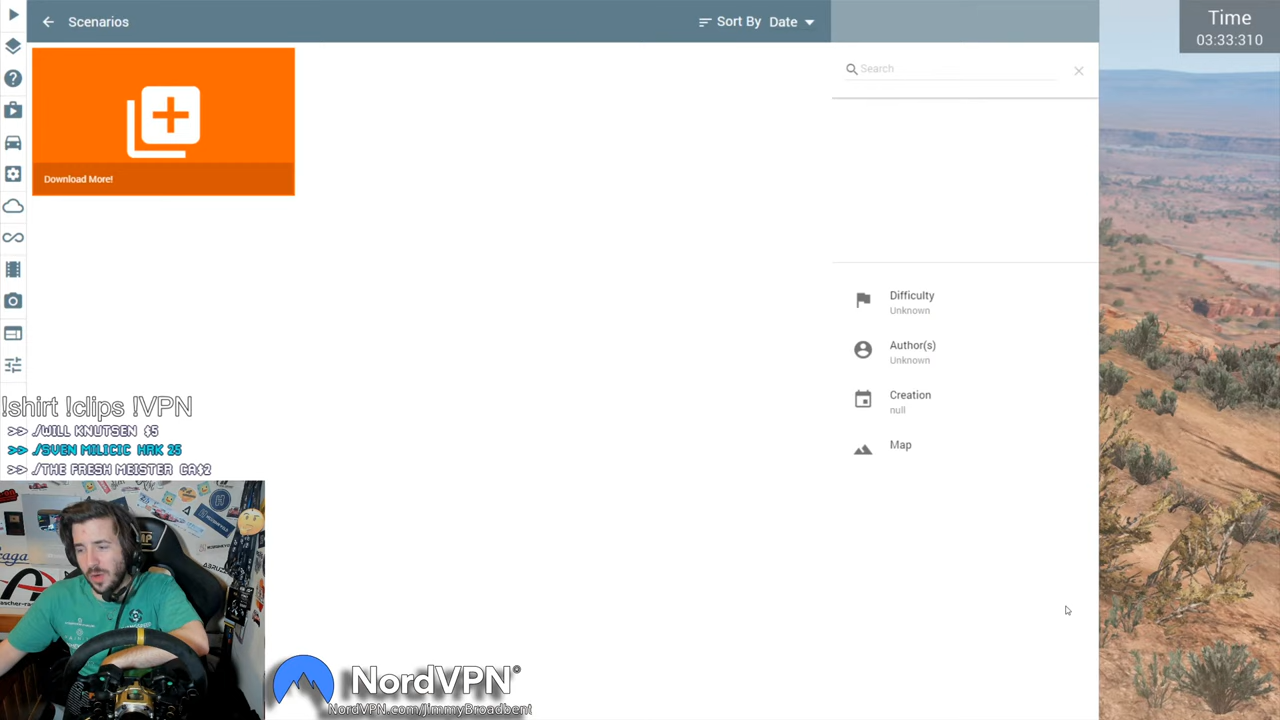 Scenarios
Sort By Date
Time
03:33:310
Search
Download More!
Difficulty
Unknown
Author(s)
Unknown
Creation
null
Map
!shirt !clips !VPN
>> ./WILL KNUTSEN $5
>> ./SVEN MILICIC HRK 25
>> ./THE FRESH MEISTER CA$2
NordVPN®
NordVPN.com/JimmyBroadbent